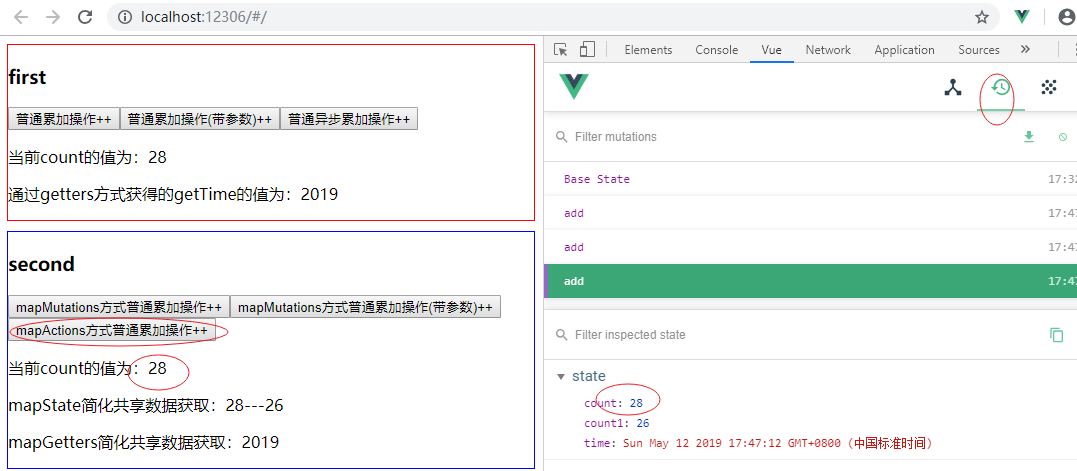 localhost:12306/#/
Elements Console Vue Network Application Sources »
first
普通累加操作++ 普通累加操作(带参数)++ 普通异步累加操作++
当前count的值为：28
通过getters方式获得的getTime的值为：2019
second
mapMutations方式普通累加操作++ mapMutations方式普通累加操作(带参数)++
mapActions方式普通累加操作++
当前count的值为：28
mapState简化共享数据获取：28---26
mapGetters简化共享数据获取：2019
Filter mutations
Base State 17:32
add 17:47
add 17:47
add 17:47
Filter inspected state
state
count: 28
count1: 26
time: Sun May 12 2019 17:47:12 GMT+0800 (中国标准时间)